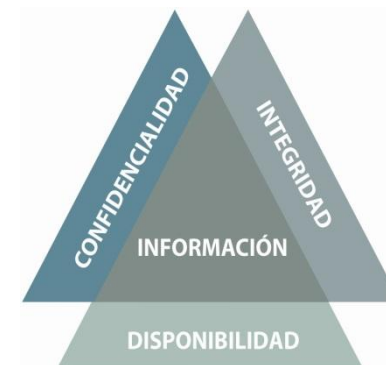 CONFIDENCIALIDAD
INTEGRIDAD
INFORMACIÓN
DISPONIBILIDAD